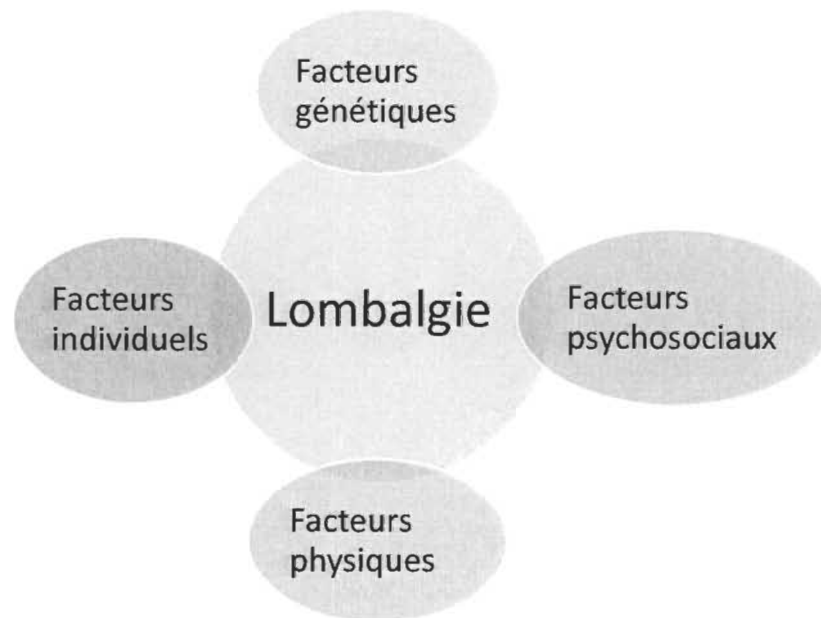 Facteurs
génétiques
Facteurs
individuels
Lombalgie
Facteurs
psychosociaux
Facteurs
physiques